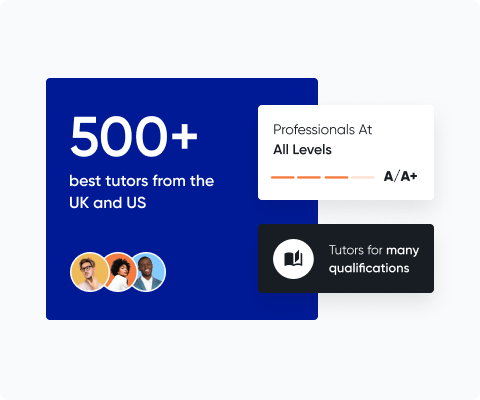 500+
best tutors from the
UK and US
Professionals At
All Levels
A/A+
Tutors for many
qualifications